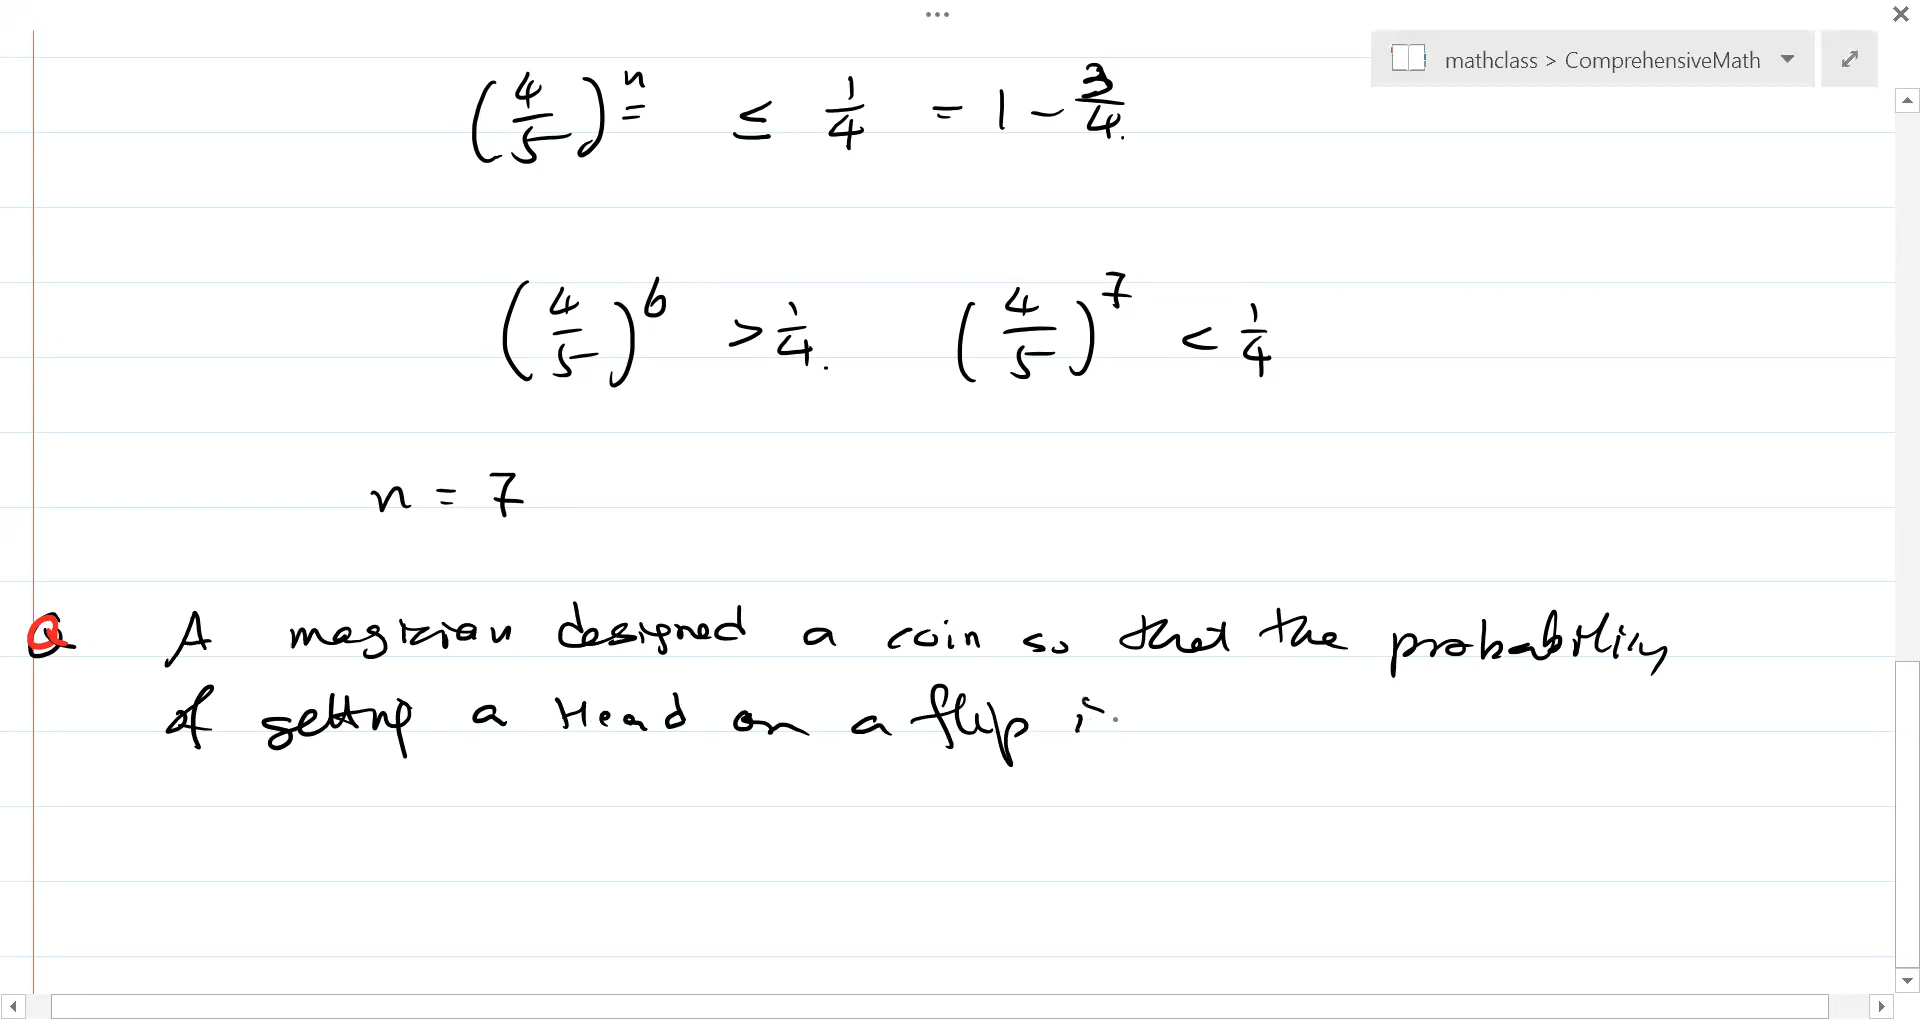 mathclass > ComprehensiveMath
(4/5)^n = ≤ 1/4 = 1 - 3/4.
(4/5)^6 > 1/4. (4/5)^7 < 1/4
n = 7
Q A magician designed a coin so that the probability
of getting a Head on a flip is